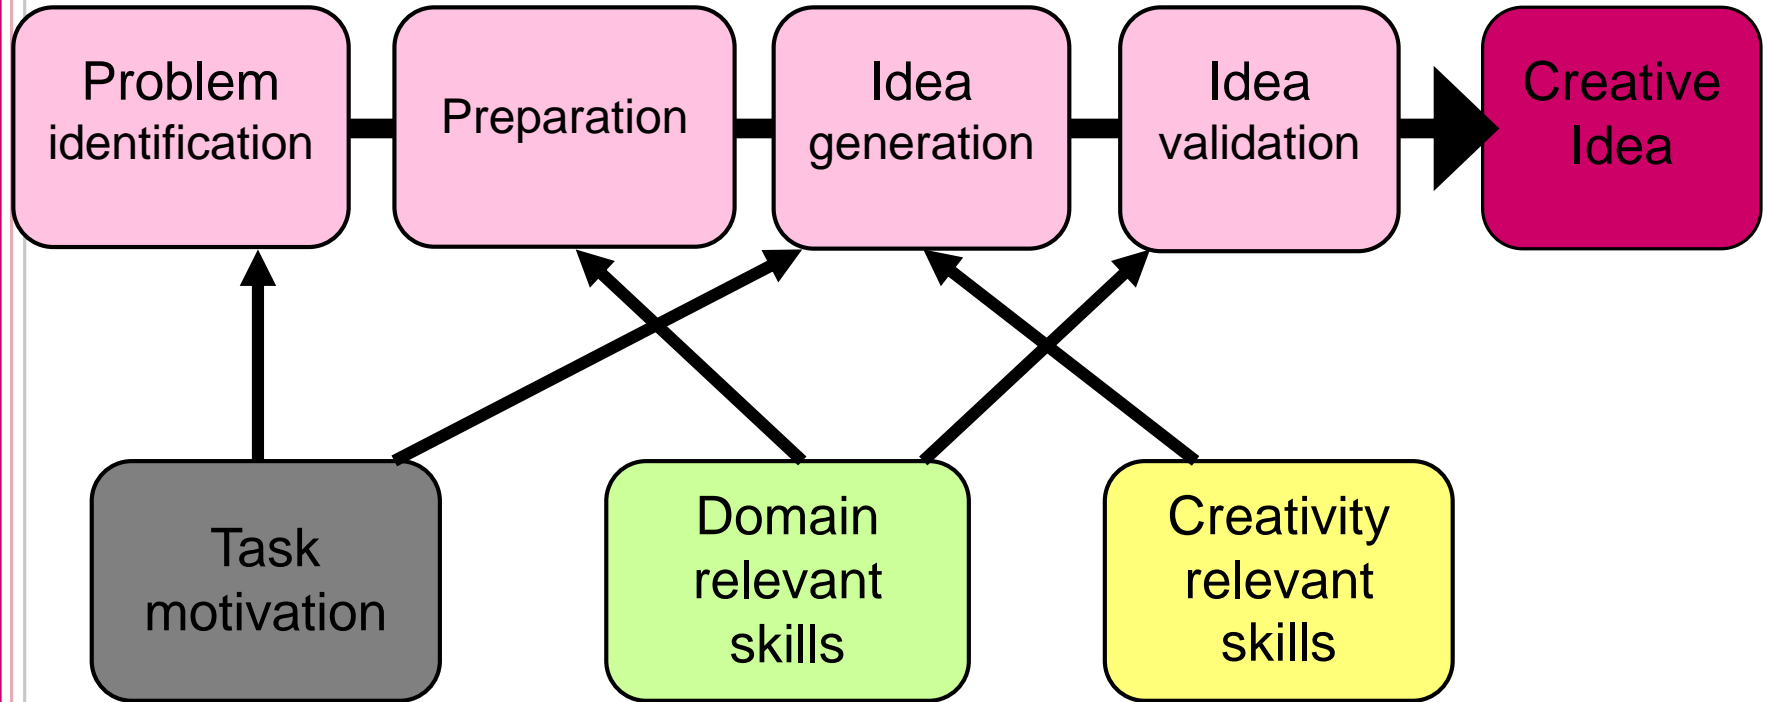 Problem
identification
Preparation
Idea
generation
Idea
validation
Creative
Idea
Task
motivation
Domain
relevant
skills
Creativity
relevant
skills